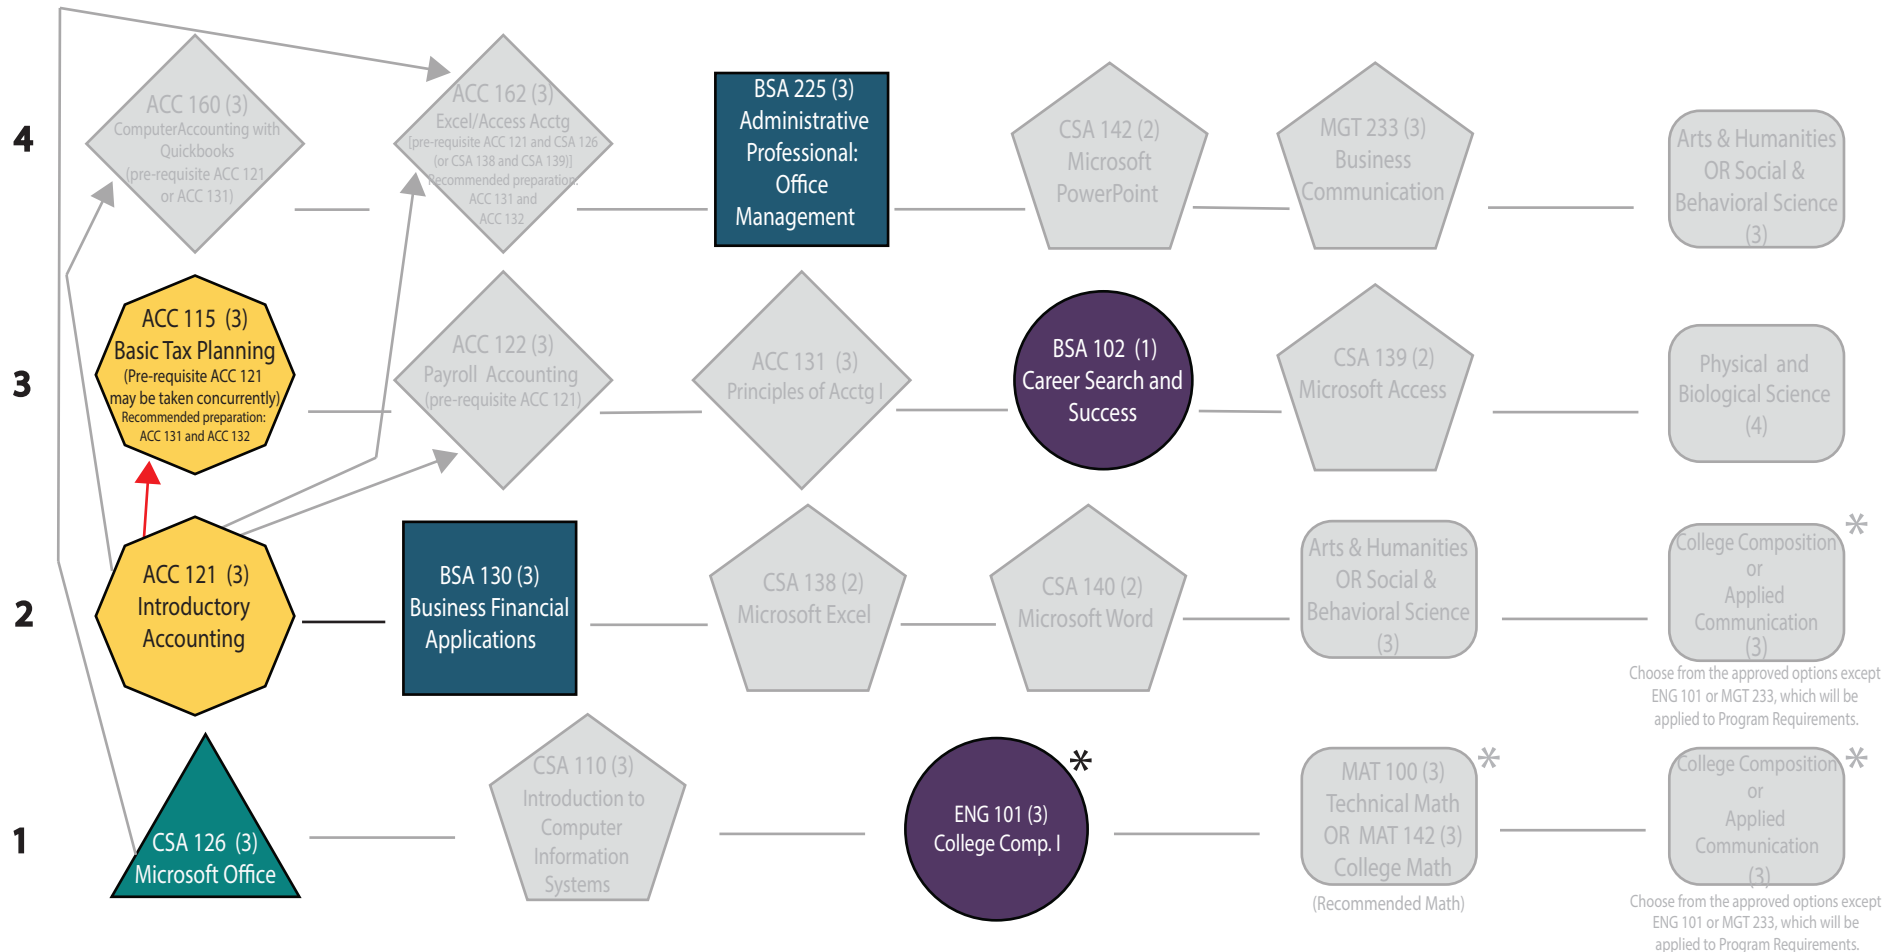 4
ACC 160 (3)
ComputerAccounting with
Quickbooks
(pre-requisite ACC 121
or ACC 131)
ACC 162 (3)
Excel/Access Acctg
[pre-requisite ACC 121 and CSA 126
(or CSA 138 and CSA 139)]
Recommended preparation:
ACC 131 and
ACC 132
BSA 225 (3)
Administrative
Professional:
Office
Management
CSA 142 (2)
Microsoft
PowerPoint
MGT 233 (3)
Business
Communication
Arts & Humanities
OR Social &
Behavioral Science
(3)
3
ACC 115 (3)
Basic Tax Planning
(Pre-requisite ACC 121
may be taken concurrently)
Recommended preparation:
ACC 131 and ACC 132
ACC 122 (3)
Payroll Accounting
(pre-requisite ACC 121)
ACC 131 (3)
Principles of Acctg I
BSA 102 (1)
Career Search and
Success
CSA 139 (2)
Microsoft Access
Physical and
Biological Science
(4)
2
ACC 121 (3)
Introductory
Accounting
BSA 130 (3)
Business Financial
Applications
CSA 138 (2)
Microsoft Excel
CSA 140 (2)
Microsoft Word
Arts & Humanities
OR Social &
Behavioral Science
(3)
College Composition *
or
Applied
Communication
(3)
Choose from the approved options except
ENG 101 or MGT 233, which will be
applied to Program Requirements.
1
CSA 126 (3)
Microsoft Office
CSA 110 (3)
Introduction to
Computer
Information
Systems
ENG 101 (3) *
College Comp. I
MAT 100 (3) *
Technical Math
OR MAT 142 (3)
College Math
(Recommended Math)
College Composition *
or
Applied
Communication
(3)
Choose from the approved options except
ENG 101 or MGT 233, which will be
applied to Program Requirements.